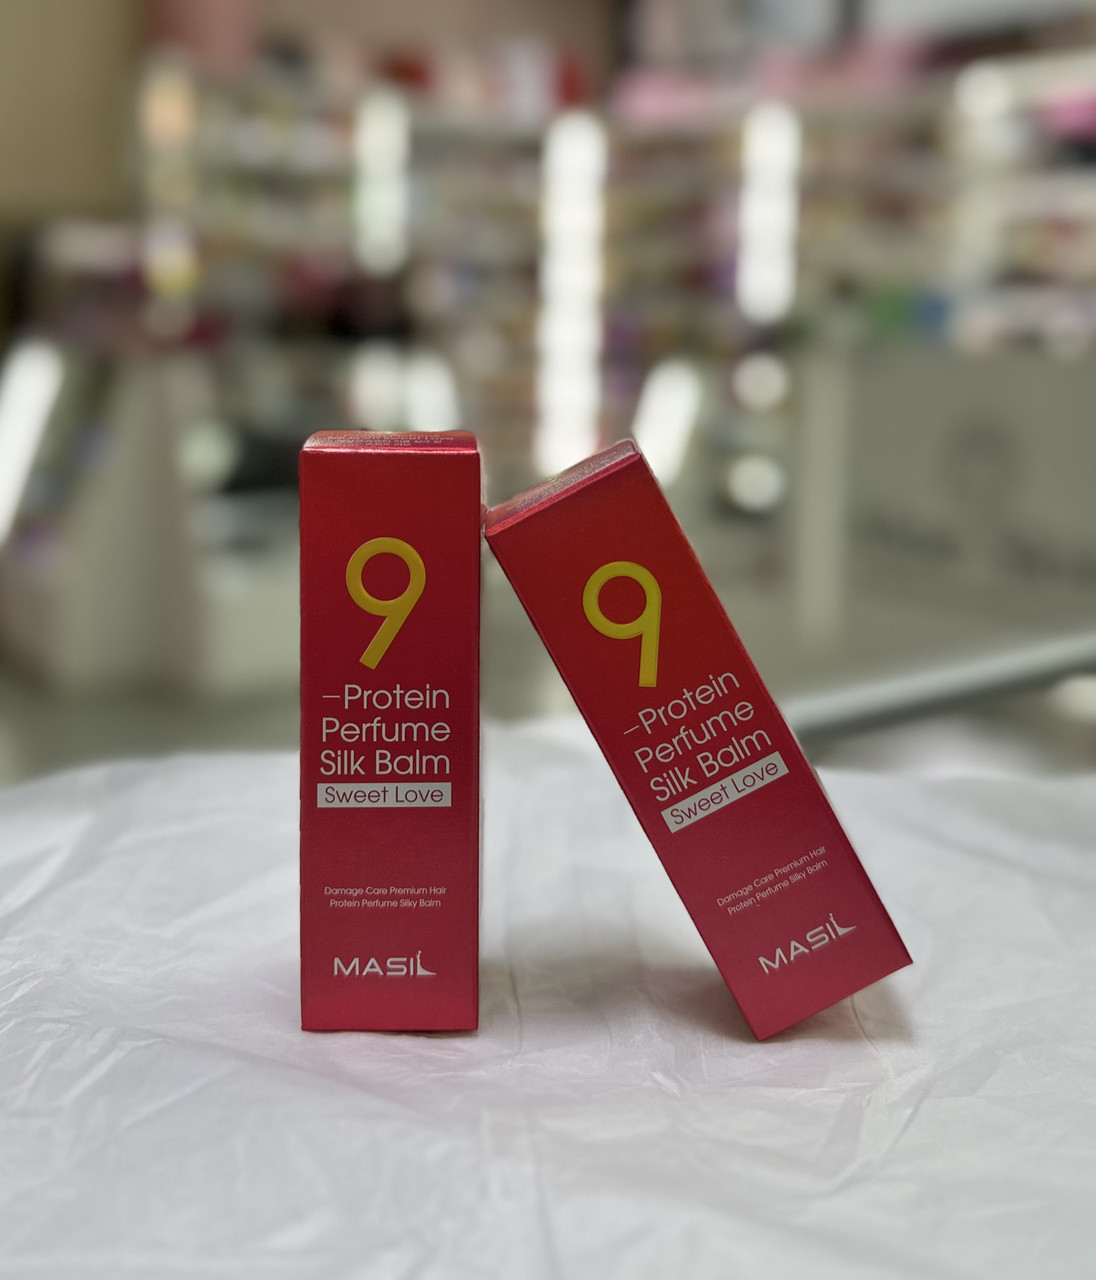 9
–Protein
Perfume
Silk Balm
Sweet Love
Damage Care Premium Hair
Protein Perfume Silky Balm
MASIL
9
–Protein
Perfume
Silk Balm
Sweet Love
Damage Care Premium Hair
Protein Perfume Silky Balm
MASIL